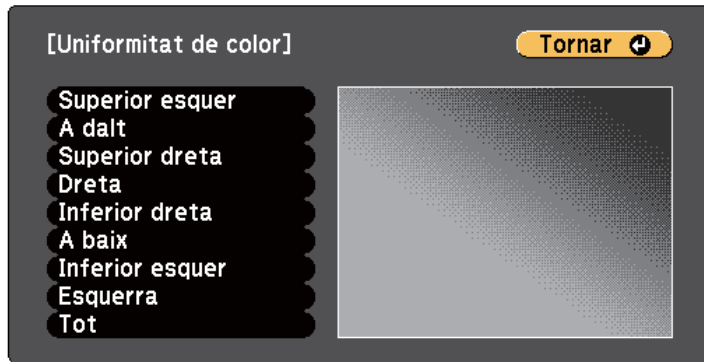 [Uniformitat de color]
Tornar
Superior esquer
A dalt
Superior dreta
Dreta
Inferior dreta
A baix
Inferior esquer
Esquerra
Tot